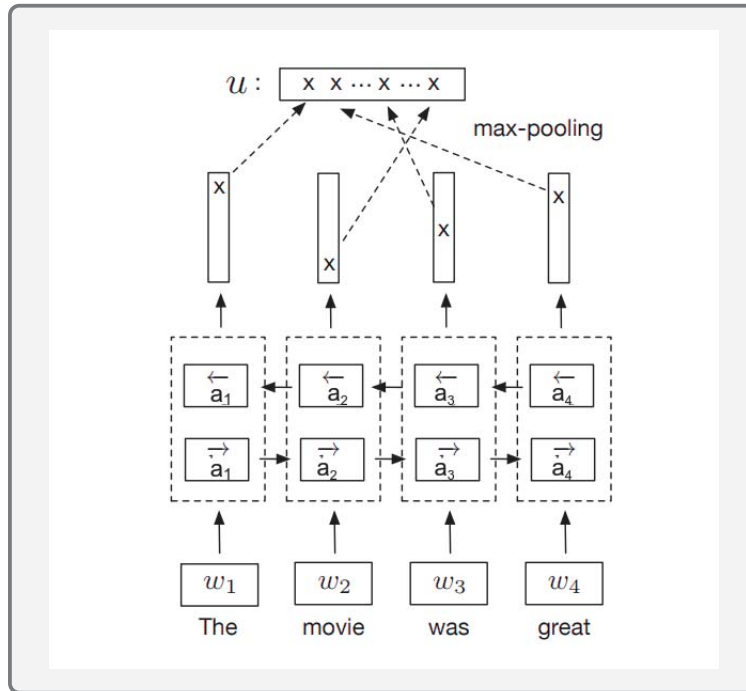 u : x x ... x ... x
max-pooling
x x x x
←a₁ ←a₂ ←a₃ ←a₄
→a₁ →a₂ →a₃ →a₄
w₁ w₂ w₃ w₄
The movie was great